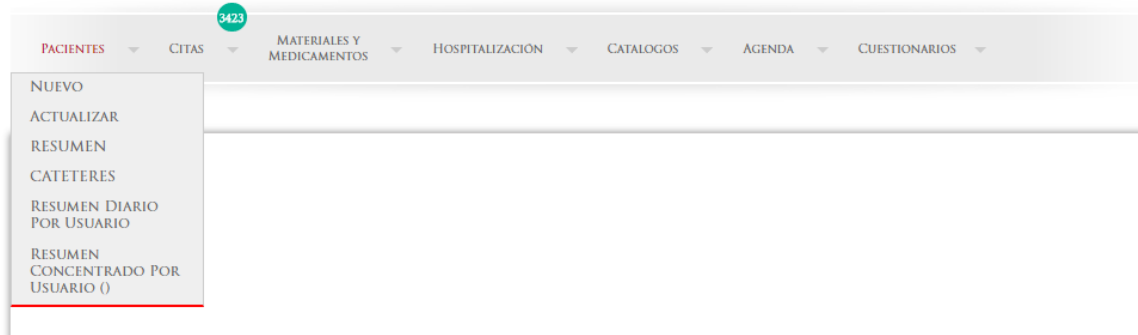 3423
Pacientes
Citas
Materiales y
Medicamentos
Hospitalización
Catalogos
Agenda
Cuestionarios
Nuevo
Actualizar
RESUMEN
CATETERES
Resumen Diario
Por Usuario
Resumen
Concentrado Por
Usuario ()